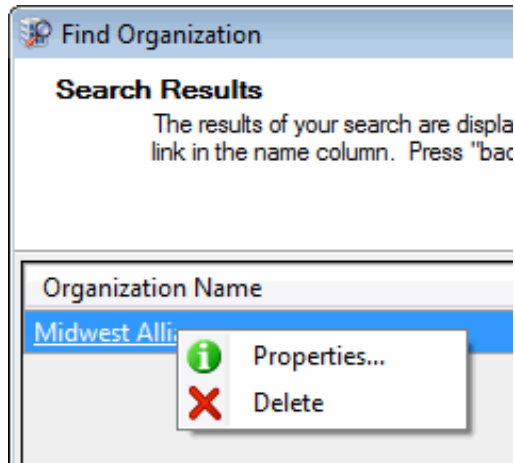 Find Organization
Search Results
The results of your search are displa
link in the name column. Press "bac
Organization Name
Midwest Alli
Properties...
Delete